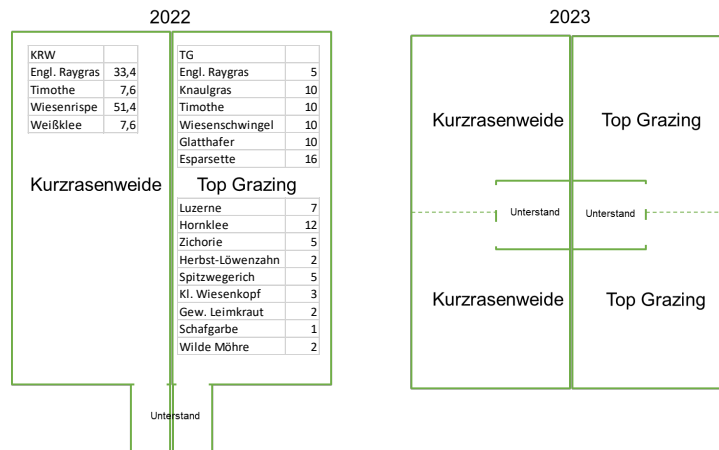 2022
KRW
Engl. Raygras 33,4
Timothe 7,6
Wiesenrispe 51,4
Weißklee 7,6
TG
Engl. Raygras 5
Knaulgras 10
Timothe 10
Wiesenschwingel 10
Glatthafer 10
Esparsette 16
Kurzrasenweide
Top Grazing
Luzerne 7
Hornklee 12
Zichorie 5
Herbst-Löwenzahn 2
Spitzwegerich 5
Kl. Wiesenkopf 3
Gew. Leimkraut 2
Schafgarbe 1
Wilde Möhre 2
Unterstand
2023
Kurzrasenweide
Top Grazing
Unterstand
Unterstand
Kurzrasenweide
Top Grazing